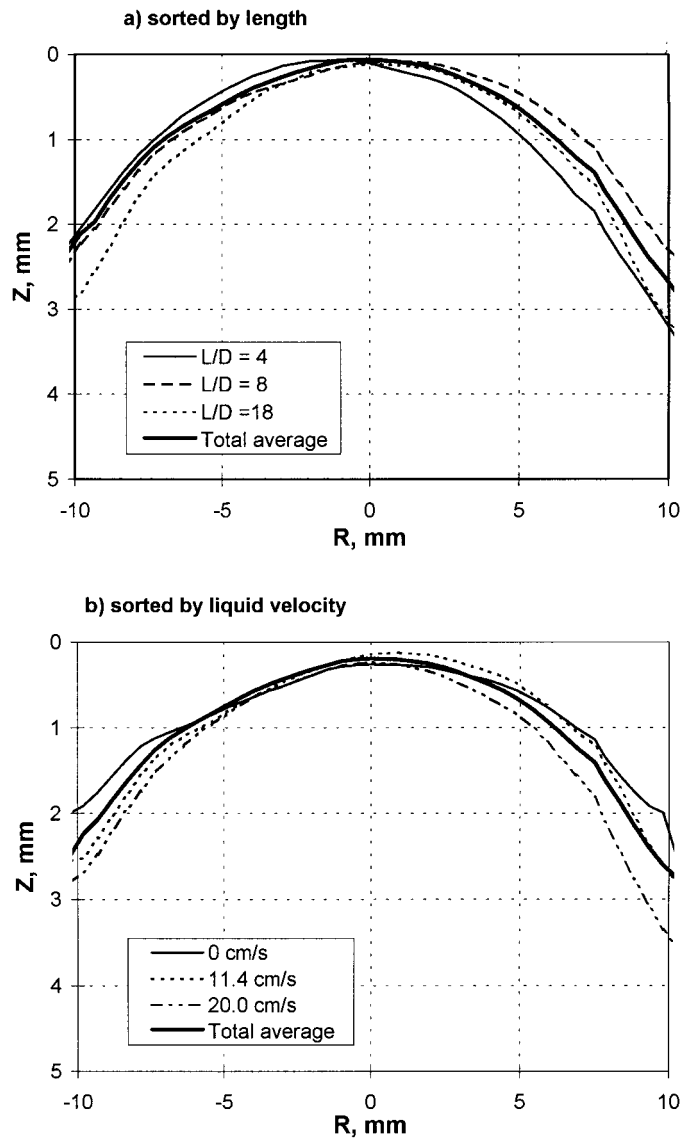 a) sorted by length
0
1
2
3
4
5
Z, mm
L/D = 4
L/D = 8
L/D =18
Total average
-10
-5
0
5
10
R, mm
b) sorted by liquid velocity
0
1
2
3
4
5
Z, mm
0 cm/s
11.4 cm/s
20.0 cm/s
Total average
-10
-5
0
5
10
R, mm